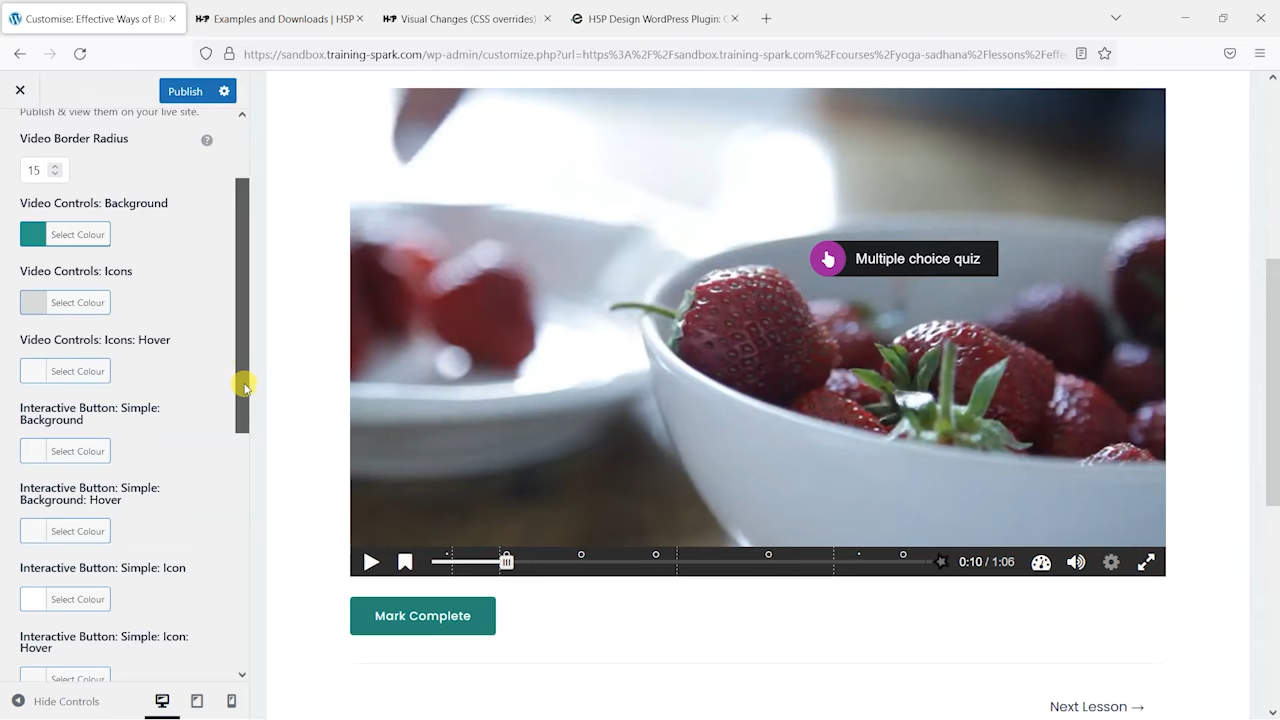 Customise: Effective Ways of Bu
Examples and Downloads | H5P
Visual Changes (CSS overrides)
H5P Design WordPress Plugin: C
https://sandbox.training-spark.com/wp-admin/customize.php?url=https%3A%2F%2Fsandbox.training-spark.com%2Fcourses%2Fyoga-sadhana%2Flessons%2Feffe
Publish
Publish & view them on your live site.
Video Border Radius
?
15
Video Controls: Background
Select Colour
Video Controls: Icons
Select Colour
Video Controls: Icons: Hover
Select Colour
Interactive Button: Simple:
Background
Select Colour
Interactive Button: Simple:
Background: Hover
Select Colour
Interactive Button: Simple: Icon
Select Colour
Interactive Button: Simple: Icon:
Hover
Select Colour
Hide Controls
Multiple choice quiz
0:10 / 1:06
Mark Complete
Next Lesson →